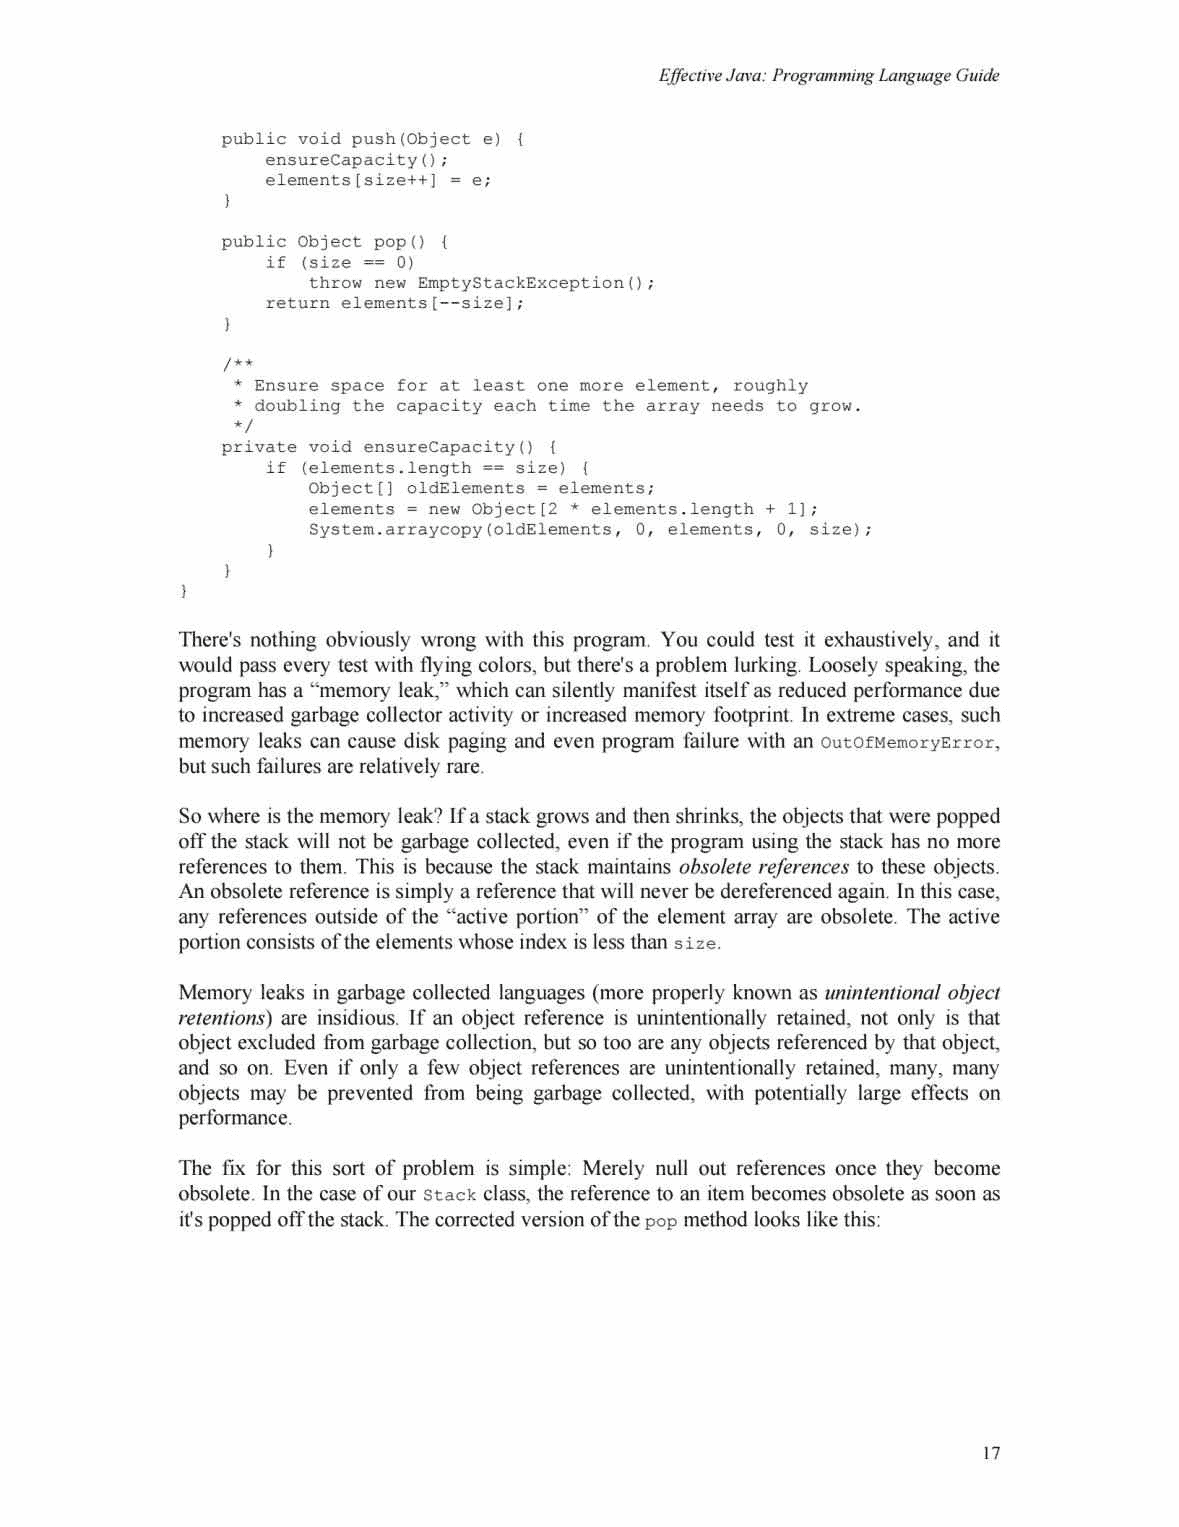 Effective Java: Programming Language Guide
    public void push(Object e) {
        ensureCapacity();
        elements[size++] = e;
    }
    public Object pop() {
        if (size == 0)
            throw new EmptyStackException();
        return elements[--size];
    }
    /**
     * Ensure space for at least one more element, roughly
     * doubling the capacity each time the array needs to grow.
     */
    private void ensureCapacity() {
        if (elements.length == size) {
            Object[] oldElements = elements;
            elements = new Object[2 * elements.length + 1];
            System.arraycopy(oldElements, 0, elements, 0, size);
        }
    }
}
There's nothing obviously wrong with this program. You could test it exhaustively, and it
would pass every test with flying colors, but there's a problem lurking. Loosely speaking, the
program has a “memory leak,” which can silently manifest itself as reduced performance due
to increased garbage collector activity or increased memory footprint. In extreme cases, such
memory leaks can cause disk paging and even program failure with an OutOfMemoryError,
but such failures are relatively rare.
So where is the memory leak? If a stack grows and then shrinks, the objects that were popped
off the stack will not be garbage collected, even if the program using the stack has no more
references to them. This is because the stack maintains obsolete references to these objects.
An obsolete reference is simply a reference that will never be dereferenced again. In this case,
any references outside of the “active portion” of the element array are obsolete. The active
portion consists of the elements whose index is less than size.
Memory leaks in garbage collected languages (more properly known as unintentional object
retentions) are insidious. If an object reference is unintentionally retained, not only is that
object excluded from garbage collection, but so too are any objects referenced by that object,
and so on. Even if only a few object references are unintentionally retained, many, many
objects may be prevented from being garbage collected, with potentially large effects on
performance.
The fix for this sort of problem is simple: Merely null out references once they become
obsolete. In the case of our Stack class, the reference to an item becomes obsolete as soon as
it's popped off the stack. The corrected version of the pop method looks like this:
17